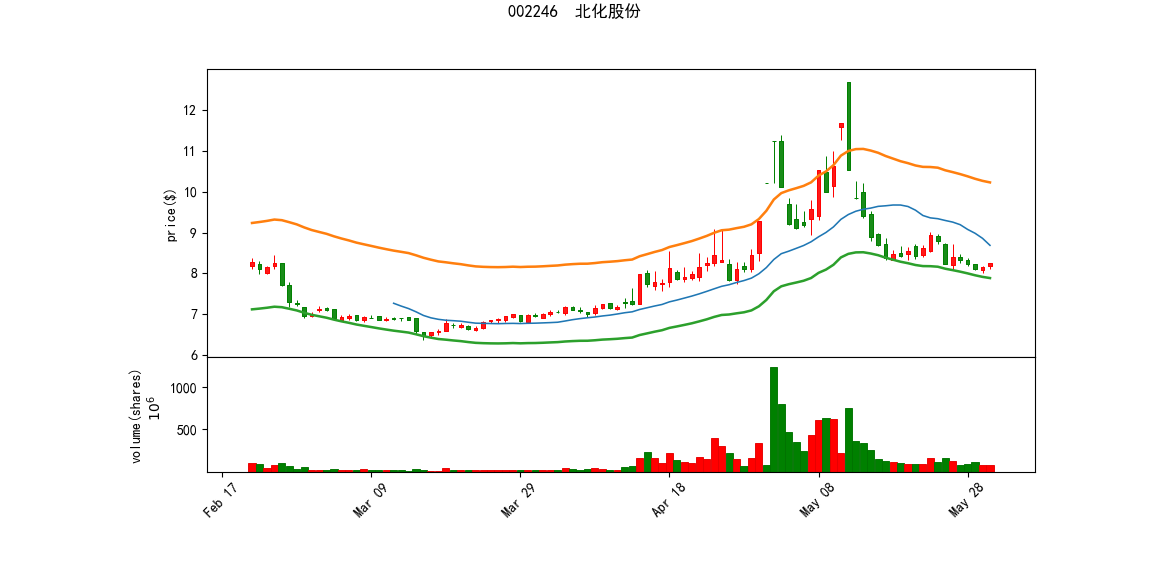 002246 北化股份
price($)
12
11
10
9
8
7
6
volume(shares)
10^6
1000
500
Feb 17
Mar 09
Mar 29
Apr 18
May 08
May 28